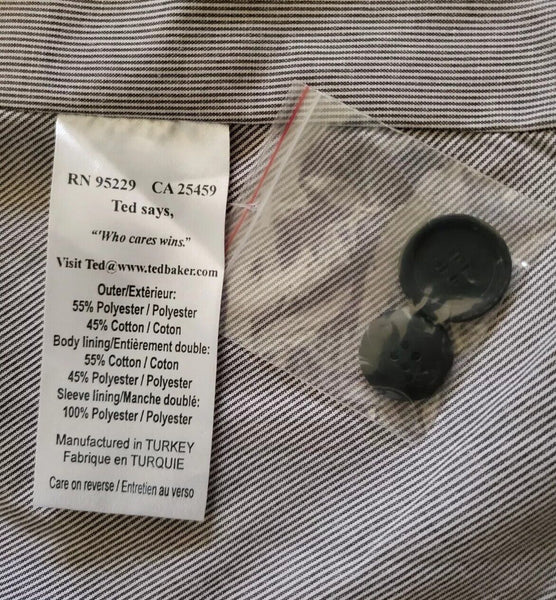 RN 95229 CA 25459
Ted says,
“'Who cares wins.”
Visit Ted@www.tedbaker.com
Outer/Extêrieur:
55% Polyester / Polyester
45% Cotton / Coton
Body lining/Entièrement double:
55% Cotton / Coton
45% Polyester / Polyester
Sleeve lining/Manche doublé:
100% Polyester / Polyester
Manufactured in TURKEY
Fabrique en TURQUIE
Care on reverse / Entretien au verso